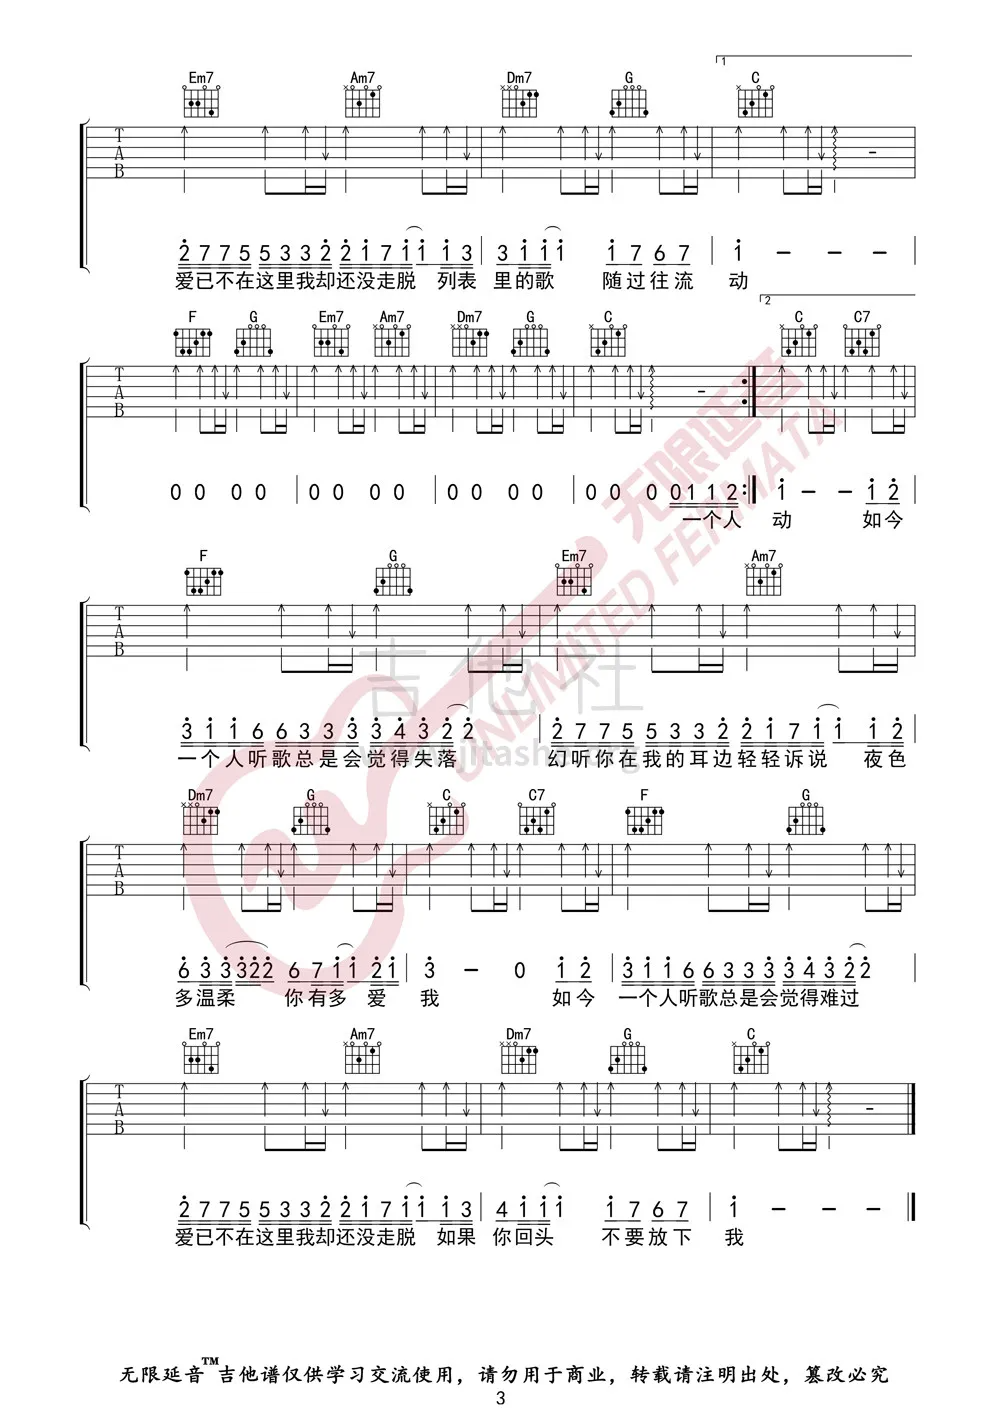 1
Em7 Am7 Dm7 G C
T
A
B
2 7 7 5 5 3 3 2 2 1 7 1 1 1 3 3 1 1 1 1 7 6 7 1 - - -
爱已不在这里我却还没走脱 列表 里的歌 随过往流 动
2
F G Em7 Am7 Dm7 G C C C7
T
A
B
0 0 0 0 0 0 0 0 0 0 0 0 0 0 0 0 1 1 2 1 - - 1 2
一个人 动 如今
F G Em7 Am7
T
A
B
3 1 1 6 6 3 3 3 3 4 3 2 2 2 7 7 5 5 3 3 2 2 1 7 1 1 1 2
一个人听歌总是会觉得失落 幻听你在我的耳边轻轻诉说 夜色
Dm7 G C C7 F G
T
A
B
6 3 3 3 2 2 6 7 1 1 2 1 3 - 0 1 2 3 1 1 6 6 3 3 3 3 4 3 2 2
多温柔 你有多 爱 我 如今 一个人听歌总是会觉得难过
Em7 Am7 Dm7 G C
T
A
B
2 7 7 5 5 3 3 2 2 1 7 1 1 1 3 4 1 1 1 1 7 6 7 1 - - -
爱已不在这里我却还没走脱 如果 你回头 不要放下 我
无限延音
UNLIMITED FERMATA
吉他社
www.jitashe.org
无限延音™吉他谱仅供学习交流使用，请勿用于商业，转载请注明出处，篡改必究
3